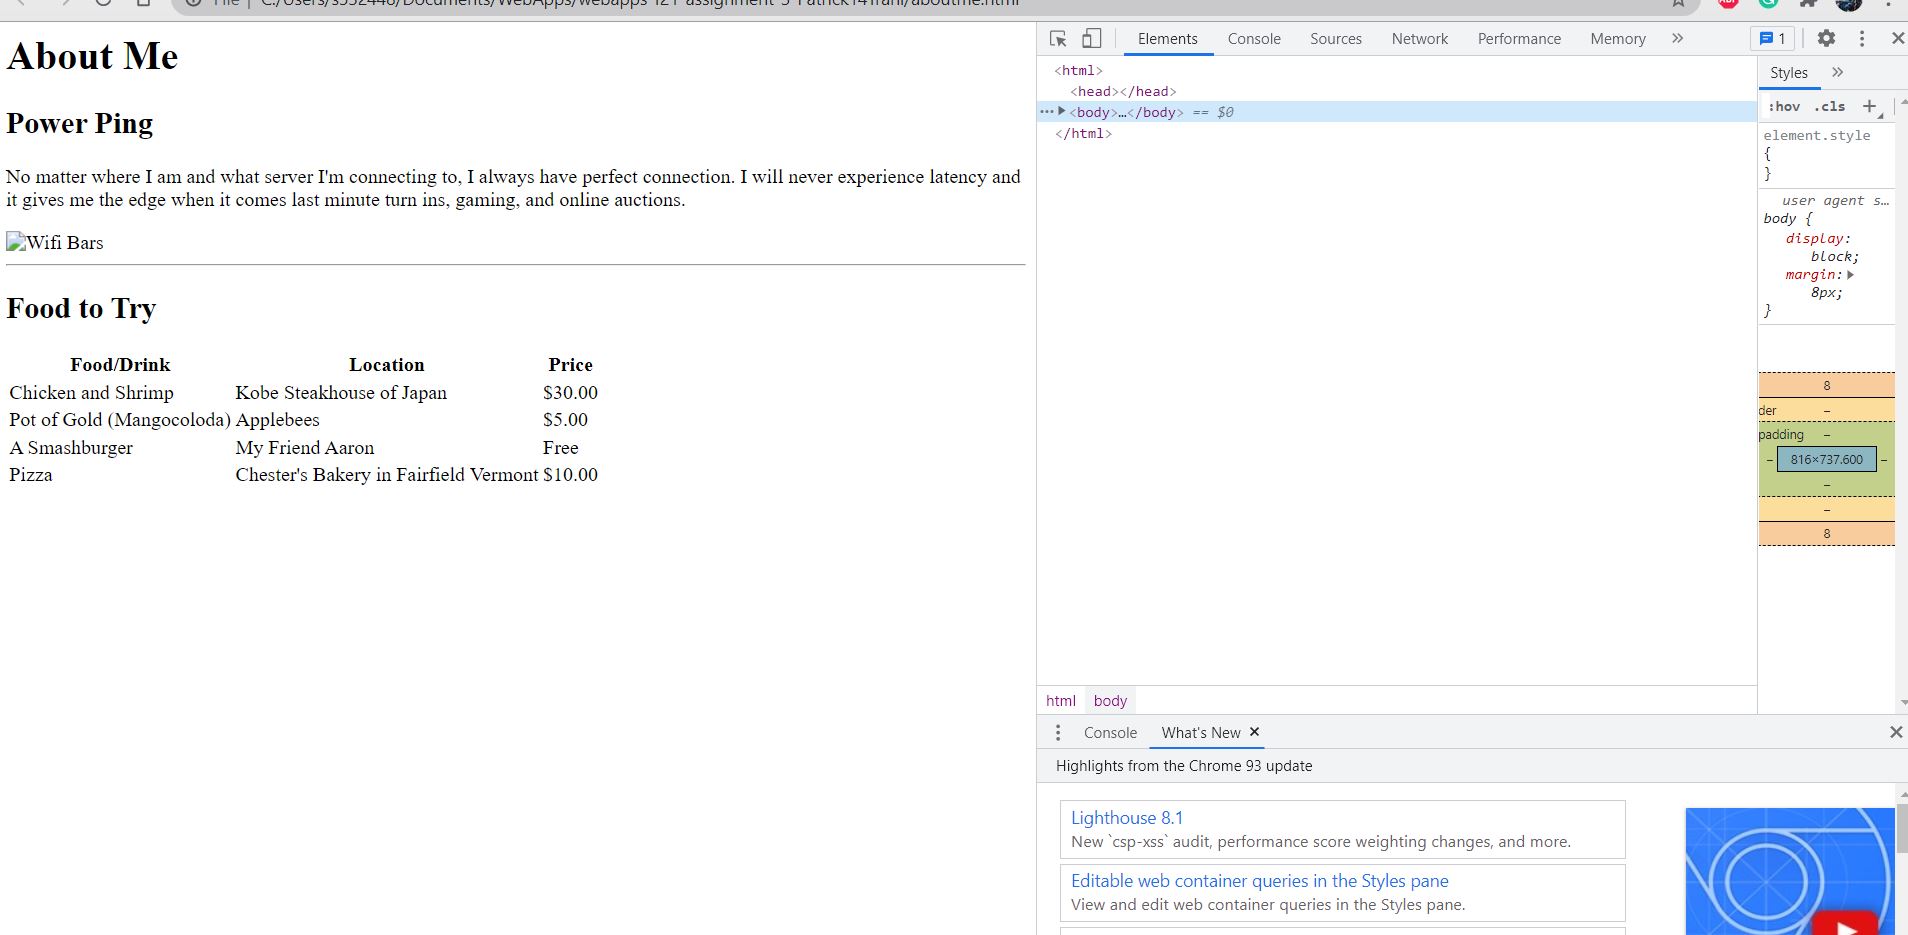 File | C:/Users/s552448/Documents/WebApps/webapps-121-assignment-3-Patrick141rahl/aboutme.html
About Me
Power Ping
No matter where I am and what server I'm connecting to, I always have perfect connection. I will never experience latency and
it gives me the edge when it comes last minute turn ins, gaming, and online auctions.
Wifi Bars
Food to Try
Food/Drink Location Price
Chicken and Shrimp Kobe Steakhouse of Japan $30.00
Pot of Gold (Mangocoloda) Applebees $5.00
A Smashburger My Friend Aaron Free
Pizza Chester's Bakery in Fairfield Vermont $10.00
Elements Console Sources Network Performance Memory » 1
<html>
<head></head>
<body>…</body> == $0
</html>
html body
Styles »
:hov .cls +
element.style
{
}
user agent s…
body {
display:
block;
margin:
8px;
}
8
der –
padding –
– 816×737.600 –
–
–
8
Console What's New
Highlights from the Chrome 93 update
Lighthouse 8.1
New `csp-xss` audit, performance score weighting changes, and more.
Editable web container queries in the Styles pane
View and edit web container queries in the Styles pane.